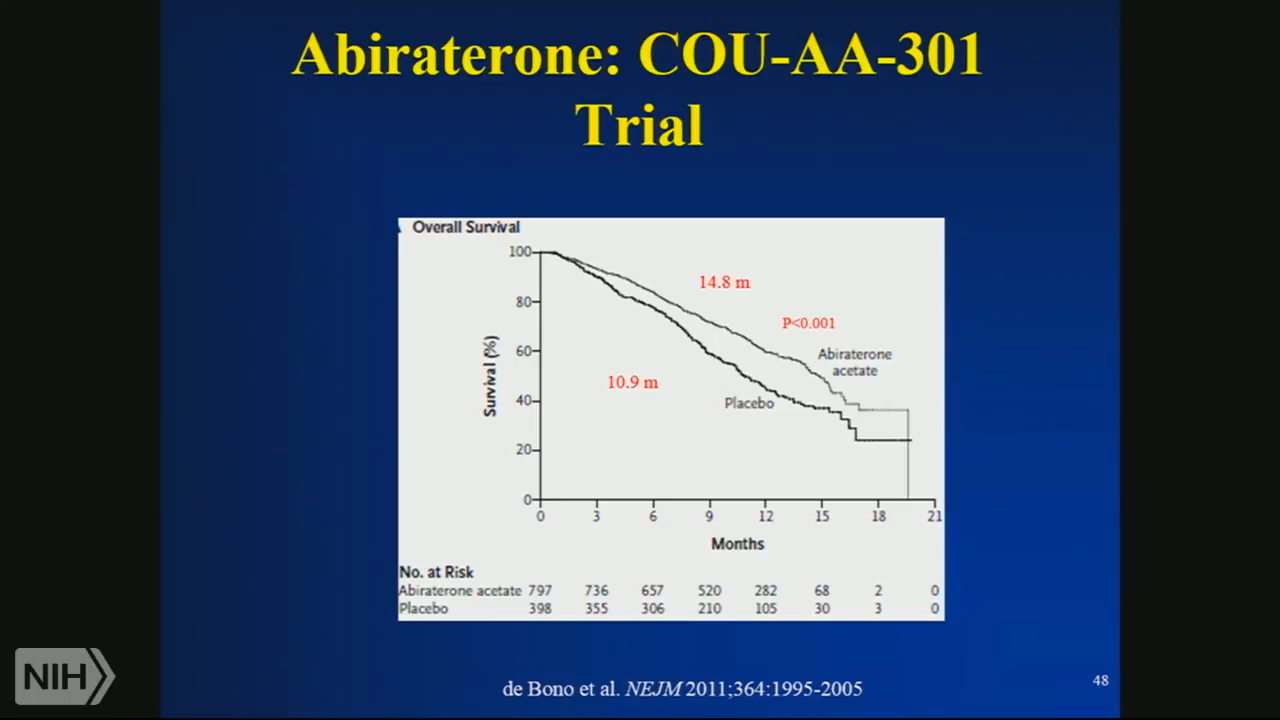 Abiraterone: COU-AA-301
Trial
Overall Survival
100
80
60
40
20
0
Survival (%)
14.8 m
P<0.001
Abiraterone
acetate
10.9 m
Placebo
0 3 6 9 12 15 18 21
Months
No. at Risk
Abiraterone acetate 797 736 657 520 282 68 2 0
Placebo 398 355 306 210 105 30 3 0
de Bono et al. NEJM 2011;364:1995-2005
48
NIH